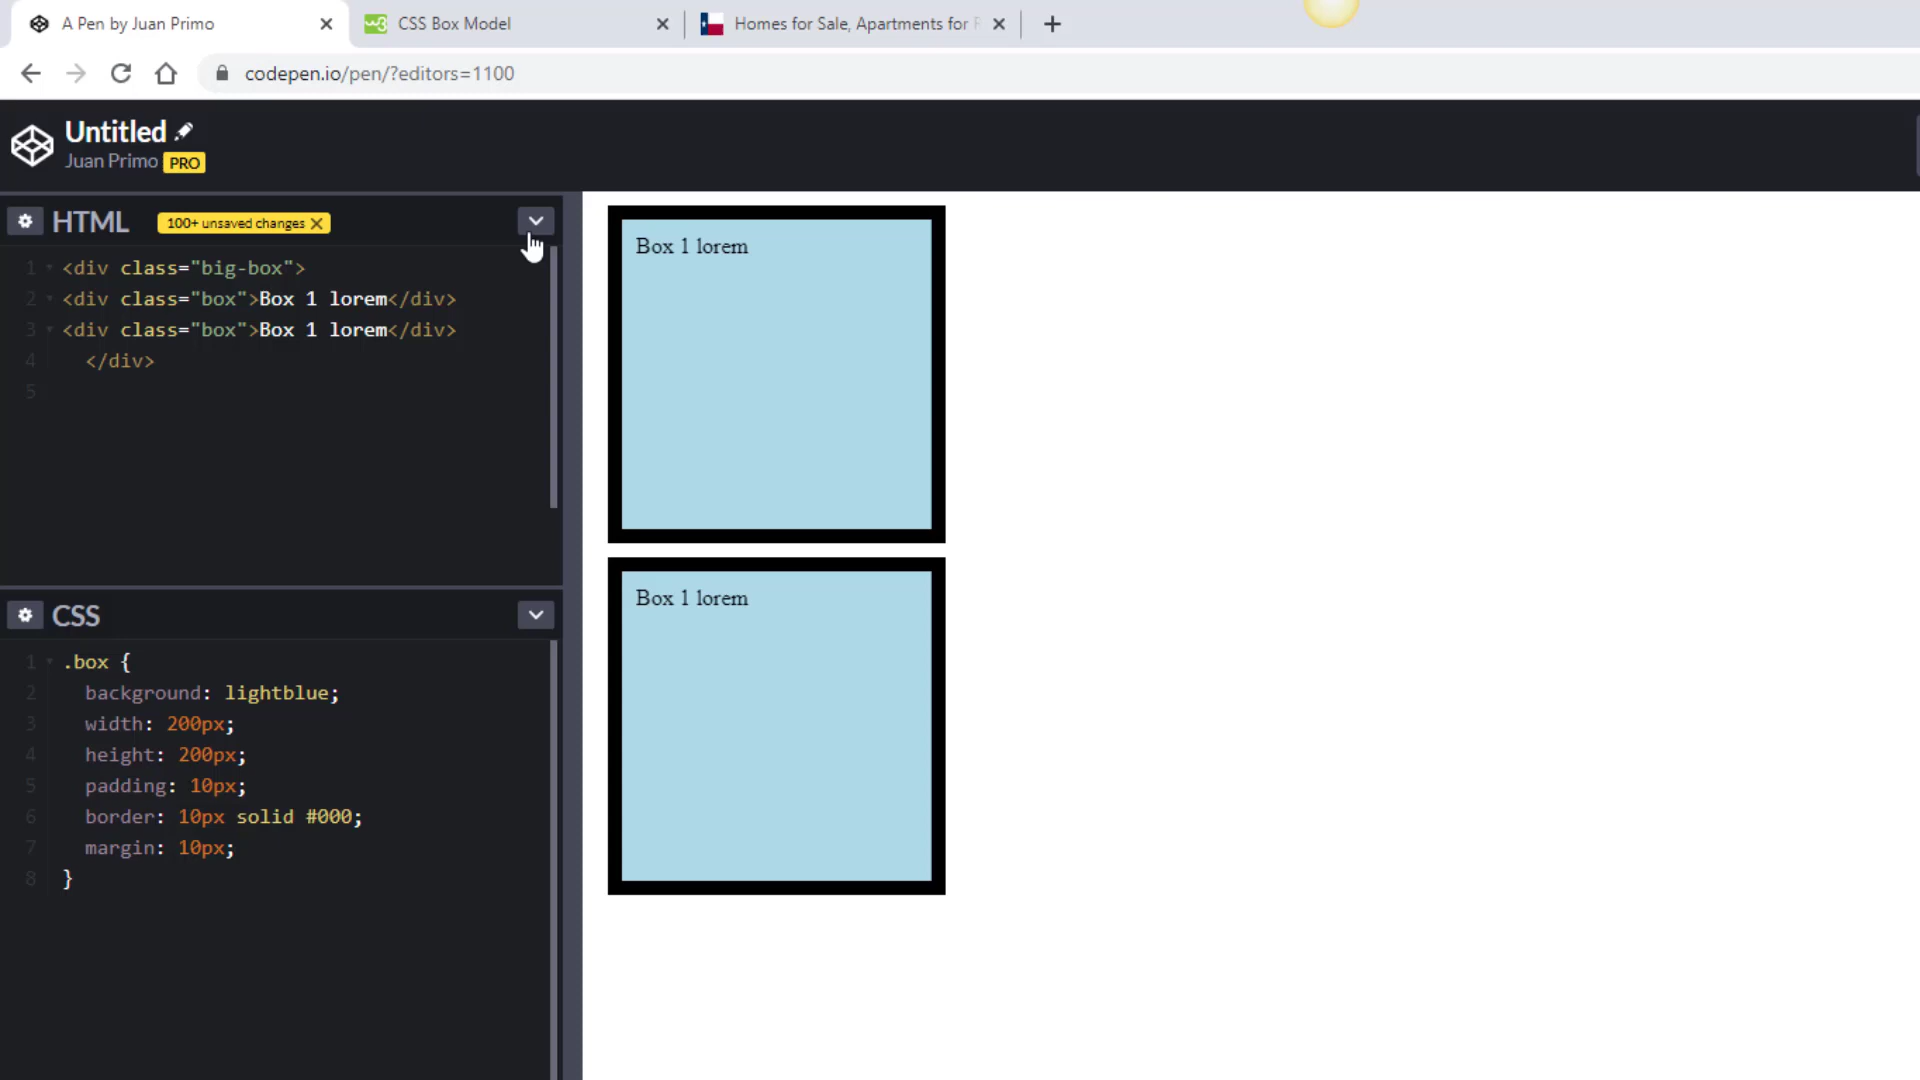 A Pen by Juan Primo
CSS Box Model
Homes for Sale, Apartments for
codepen.io/pen/?editors=1100
Untitled
Juan Primo PRO
HTML 100+ unsaved changes
1 <div class="big-box">
2 <div class="box">Box 1 lorem</div>
3 <div class="box">Box 1 lorem</div>
4 </div>
5
CSS
1 .box {
2 background: lightblue;
3 width: 200px;
4 height: 200px;
5 padding: 10px;
6 border: 10px solid #000;
7 margin: 10px;
8 }
Box 1 lorem
Box 1 lorem